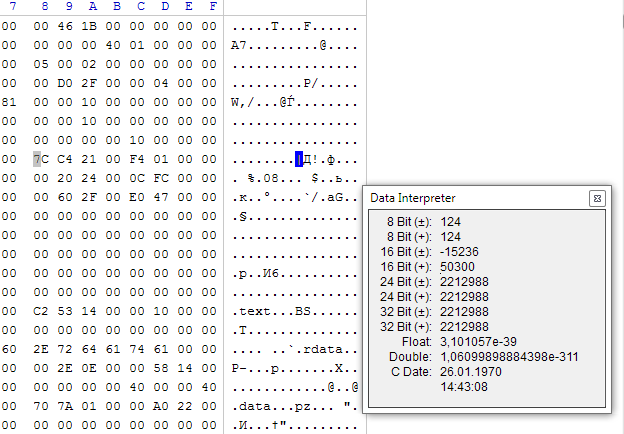 7 8 9 A B C D E F
00 00 46 1B 00 00 00 00 00 .....T...F......
00 00 00 00 40 01 00 00 00 A7.........@....
00 05 00 02 00 00 00 00 00 ................
00 00 D0 2F 00 00 04 00 00 .........Р/.....
81 00 00 10 00 00 00 00 00 W,/...@Ѓ........
00 00 00 10 00 00 00 00 00 ................
00 00 00 00 00 10 00 00 00 ................
00 7C C4 21 00 F4 01 00 00 ........|Д!.ф...
00 00 20 24 00 0C FC 00 00 . %.08... $..ь..
00 00 60 2F 00 E0 47 00 00 .к..°....`/.аG..
00 00 00 00 00 00 00 00 00 .§..............
00 00 00 00 00 00 00 00 00 ................
00 00 00 00 00 00 00 00 00 ................
00 00 00 00 00 00 00 00 00 .р..И6..........
00 00 00 00 00 00 00 00 00 ................
00 C2 53 14 00 00 10 00 00 .text...ВS......
00 00 00 00 00 00 00 00 00 .T..............
60 2E 72 64 61 74 61 00 00 .... ..`.rdata..
00 00 2E 0E 00 00 58 14 00 P–...p.......X..
00 00 00 00 00 40 00 00 40 ............@..@
00 70 7A 01 00 00 A0 22 00 .data...pz... ".
00 00 00 00 00 00 00 00 00 .И...†".........
Data Interpreter
8 Bit (±): 124
8 Bit (+): 124
16 Bit (±): -15236
16 Bit (+): 50300
24 Bit (±): 2212988
24 Bit (+): 2212988
32 Bit (±): 2212988
32 Bit (+): 2212988
Float: 3,101057e-39
Double: 1,06099898884398e-311
C Date: 26.01.1970
14:43:08